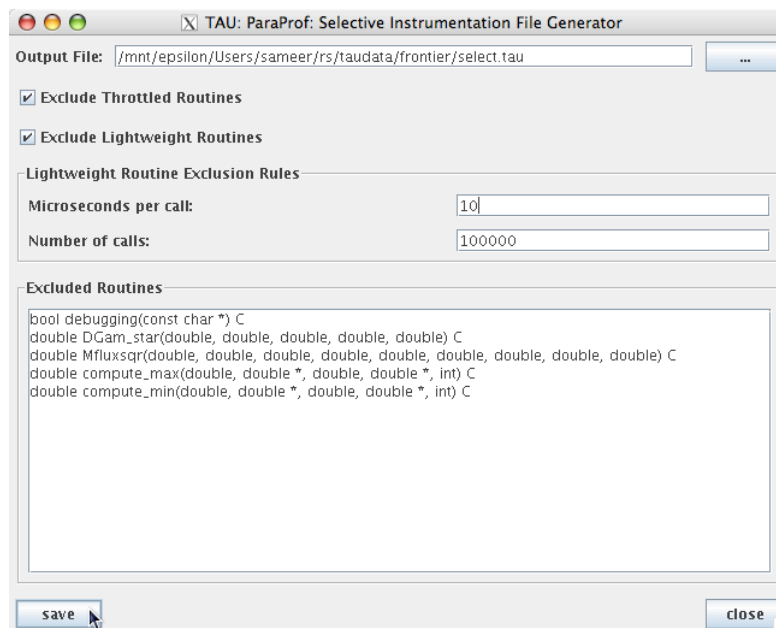 TAU: ParaProf: Selective Instrumentation File Generator
Output File: /mnt/epsilon/Users/sameer/rs/taudata/frontier/select.tau ...
Exclude Throttled Routines
Exclude Lightweight Routines
Lightweight Routine Exclusion Rules
Microseconds per call: 10
Number of calls: 100000
Excluded Routines
bool debugging(const char *) C
double DGam_star(double, double, double, double, double) C
double Mfluxsqr(double, double, double, double, double, double, double, double, double) C
double compute_max(double, double *, double, double *, int) C
double compute_min(double, double *, double, double *, int) C
save close